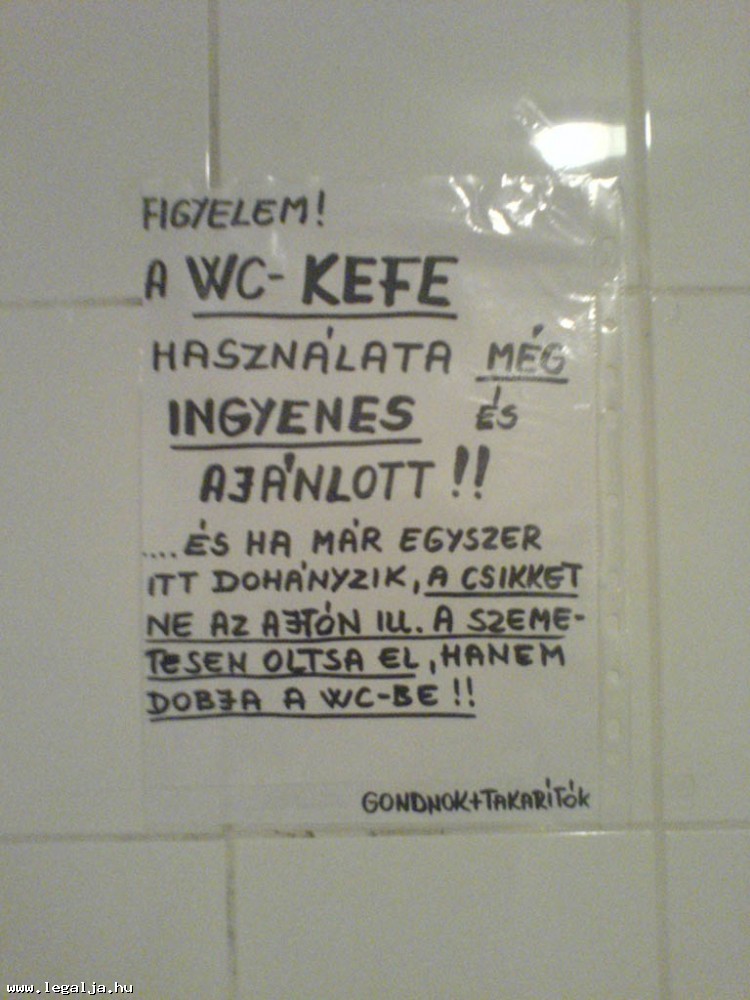 FIGYELEM!
A WC-KEFE
HASZNÁLATA MÉG
INGYENES ÉS
AJÁNLOTT!!
....ÉS HA MÁR EGYSZER
ITT DOHÁNYZIK, A CSIKKET
NE AZ AJTÓN ILL. A SZEME-
TESEN OLTSA EL, HANEM
DOBJA A WC-BE!!
GONDNOK+TAKARÍTÓK
www.legalja.hu